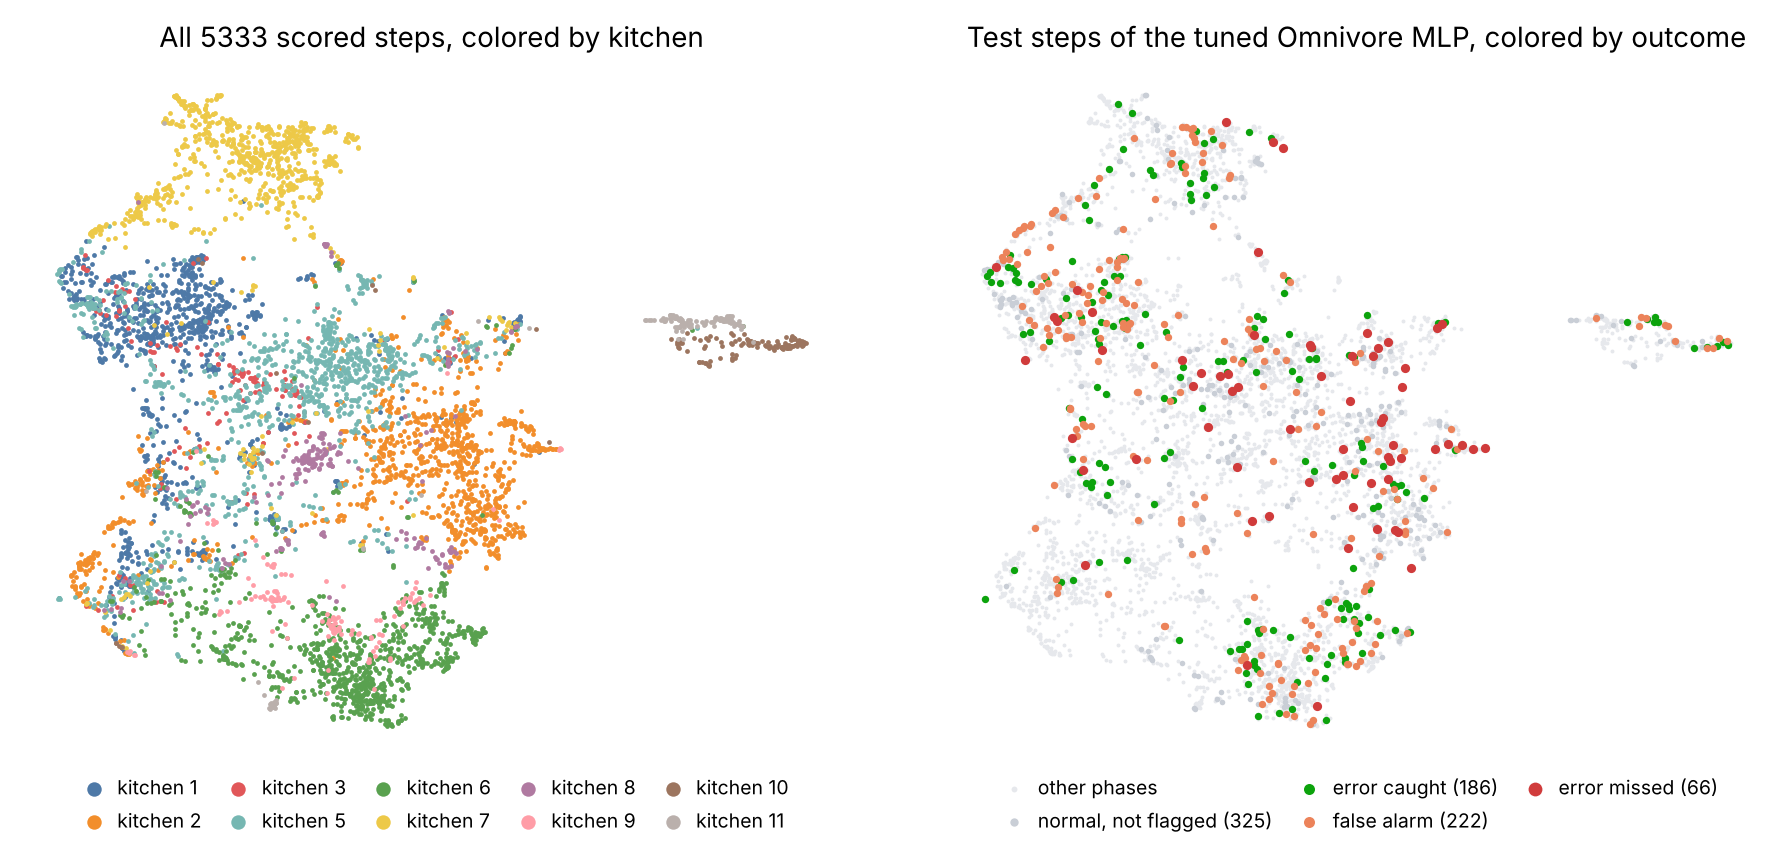 All 5333 scored steps, colored by kitchen
Test steps of the tuned Omnivore MLP, colored by outcome
kitchen 1
kitchen 3
kitchen 6
kitchen 8
kitchen 10
kitchen 2
kitchen 5
kitchen 7
kitchen 9
kitchen 11
other phases
error caught (186)
error missed (66)
normal, not flagged (325)
false alarm (222)